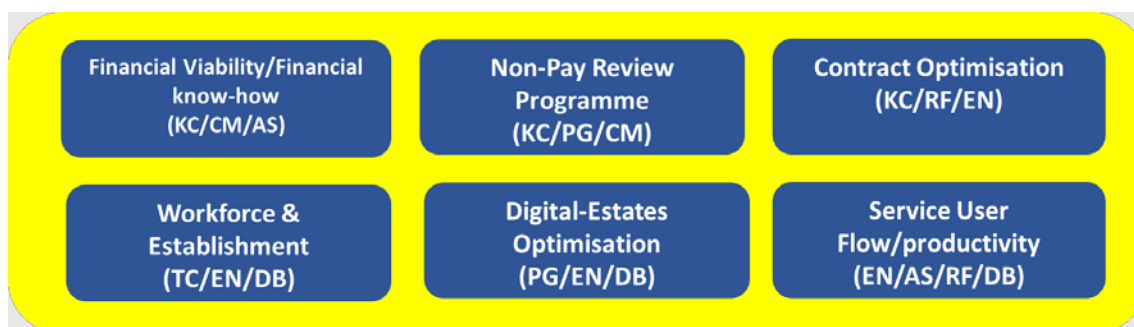 Financial Viability/Financial
know-how
(KC/CM/AS)
Non-Pay Review
Programme
(KC/PG/CM)
Contract Optimisation
(KC/RF/EN)
Workforce &
Establishment
(TC/EN/DB)
Digital-Estates
Optimisation
(PG/EN/DB)
Service User
Flow/productivity
(EN/AS/RF/DB)